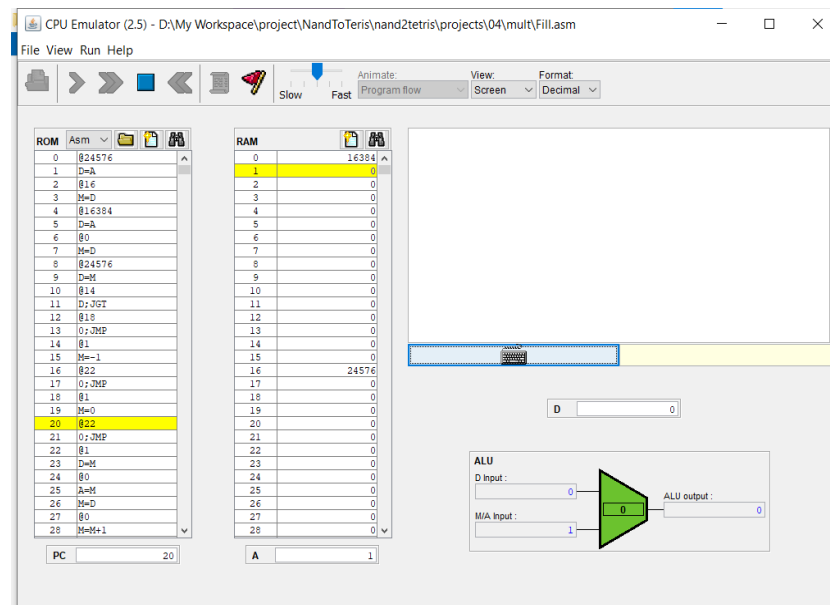 CPU Emulator (2.5) - D:\My Workspace\project\NandToTeris\nand2tetris\projects\04\mult\Fill.asm
File View Run Help
Animate: View: Format:
Slow Fast Program flow Screen Decimal
ROM Asm RAM
0 @24576 0 16384
1 D=A 1 0
2 @16 2 0
3 M=D 3 0
4 @16384 4 0
5 D=A 5 0
6 @0 6 0
7 M=D 7 0
8 @24576 8 0
9 D=M 9 0
10 @14 10 0
11 D;JGT 11 0
12 @18 12 0
13 0;JMP 13 0
14 @1 14 0
15 M=-1 15 0
16 @22 16 24576
17 0;JMP 17 0
18 @1 18 0
19 M=0 19 0
20 @22 20 0
21 0;JMP 21 0
22 @1 22 0
23 D=M 23 0
24 @0 24 0
25 A=M 25 0
26 M=D 26 0
27 @0 27 0
28 M=M+1 28 0
PC 20 A 1
D 0
ALU
D Input :
0
ALU output :
0
0
M/A Input :
1